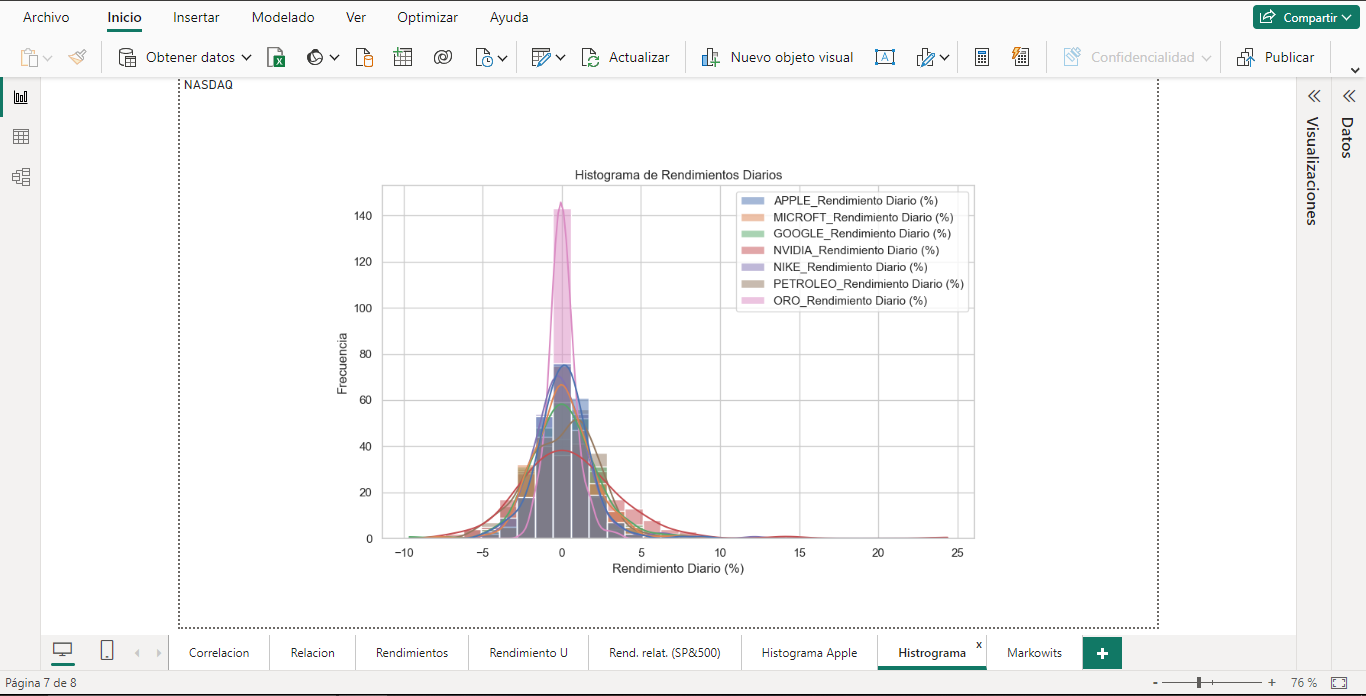 Archivo Inicio Insertar Modelado Ver Optimizar Ayuda Compartir
Obtener datos Actualizar Nuevo objeto visual Confidencialidad Publicar
NASDAQ
Histograma de Rendimientos Diarios
APPLE_Rendimiento Diario (%)
MICROFT_Rendimiento Diario (%)
GOOGLE_Rendimiento Diario (%)
NVIDIA_Rendimiento Diario (%)
NIKE_Rendimiento Diario (%)
PETROLEO_Rendimiento Diario (%)
ORO_Rendimiento Diario (%)
140
120
100
80
60
40
20
0
Frecuencia
−10 −5 0 5 10 15 20 25
Rendimiento Diario (%)
Visualizaciones
Datos
Correlacion Relacion Rendimientos Rendimiento U Rend. relat. (SP&500) Histograma Apple Histrograma x Markowits +
Página 7 de 8 - + 76 %